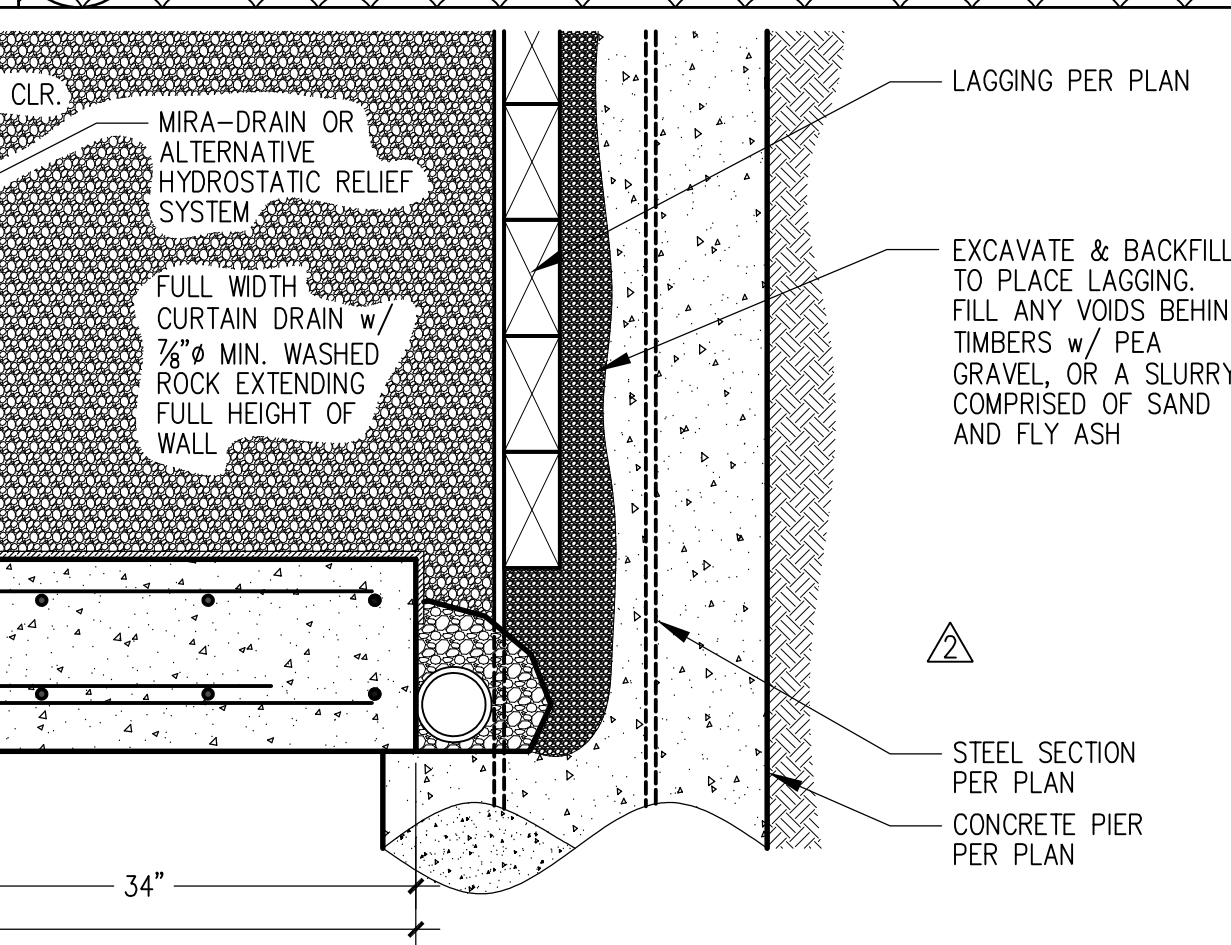 CLR.
MIRA-DRAIN OR
ALTERNATIVE
HYDROSTATIC RELIEF
SYSTEM
FULL WIDTH
CURTAIN DRAIN w/
⅞"ø MIN. WASHED
ROCK EXTENDING
FULL HEIGHT OF
WALL
LAGGING PER PLAN
EXCAVATE & BACKFILL
TO PLACE LAGGING.
FILL ANY VOIDS BEHIN
TIMBERS w/ PEA
GRAVEL, OR A SLURRY
COMPRISED OF SAND
AND FLY ASH
2
STEEL SECTION
PER PLAN
CONCRETE PIER
PER PLAN
34"